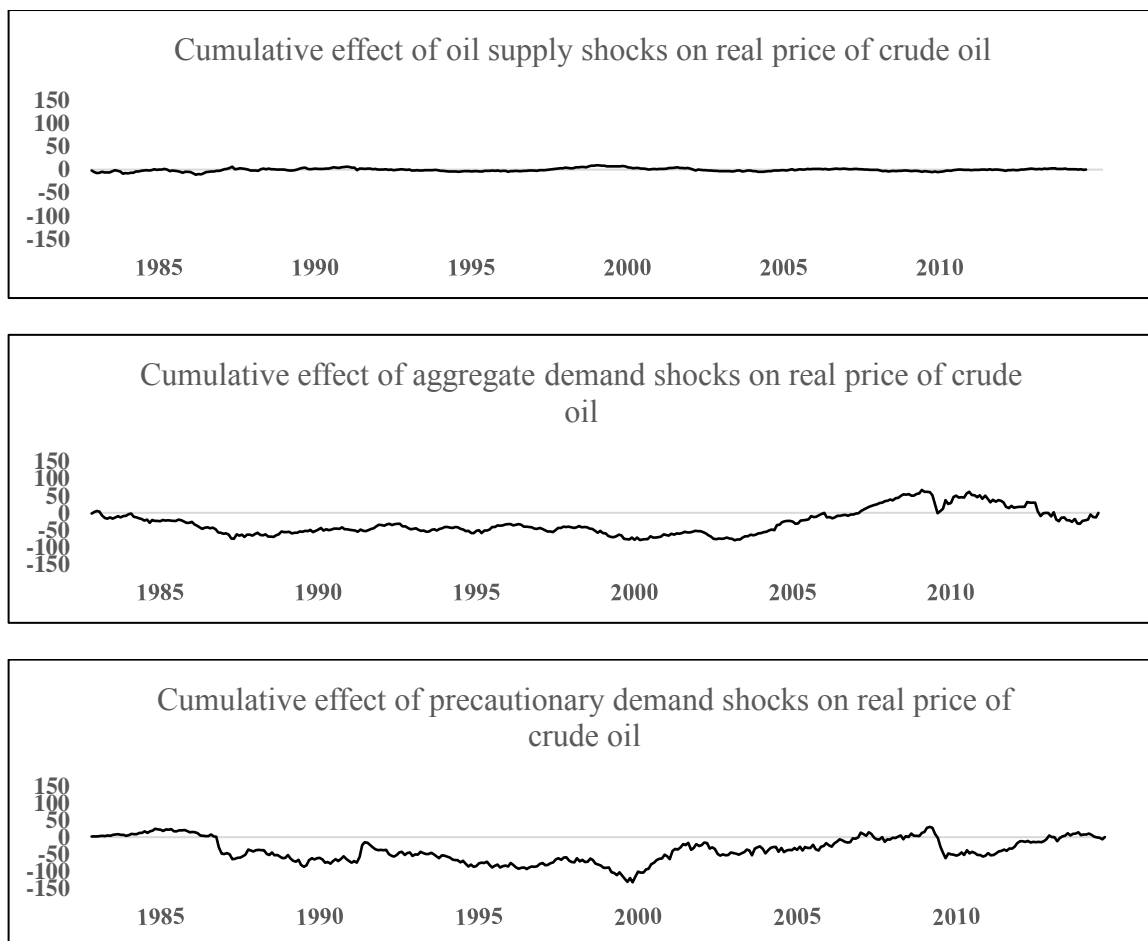 Cumulative effect of oil supply shocks on real price of crude oil
150
100
50
0
-50
-100
-150
1985 1990 1995 2000 2005 2010
Cumulative effect of aggregate demand shocks on real price of crude
oil
150
100
50
0
-50
-100
-150
1985 1990 1995 2000 2005 2010
Cumulative effect of precautionary demand shocks on real price of
crude oil
150
100
50
0
-50
-100
-150
1985 1990 1995 2000 2005 2010